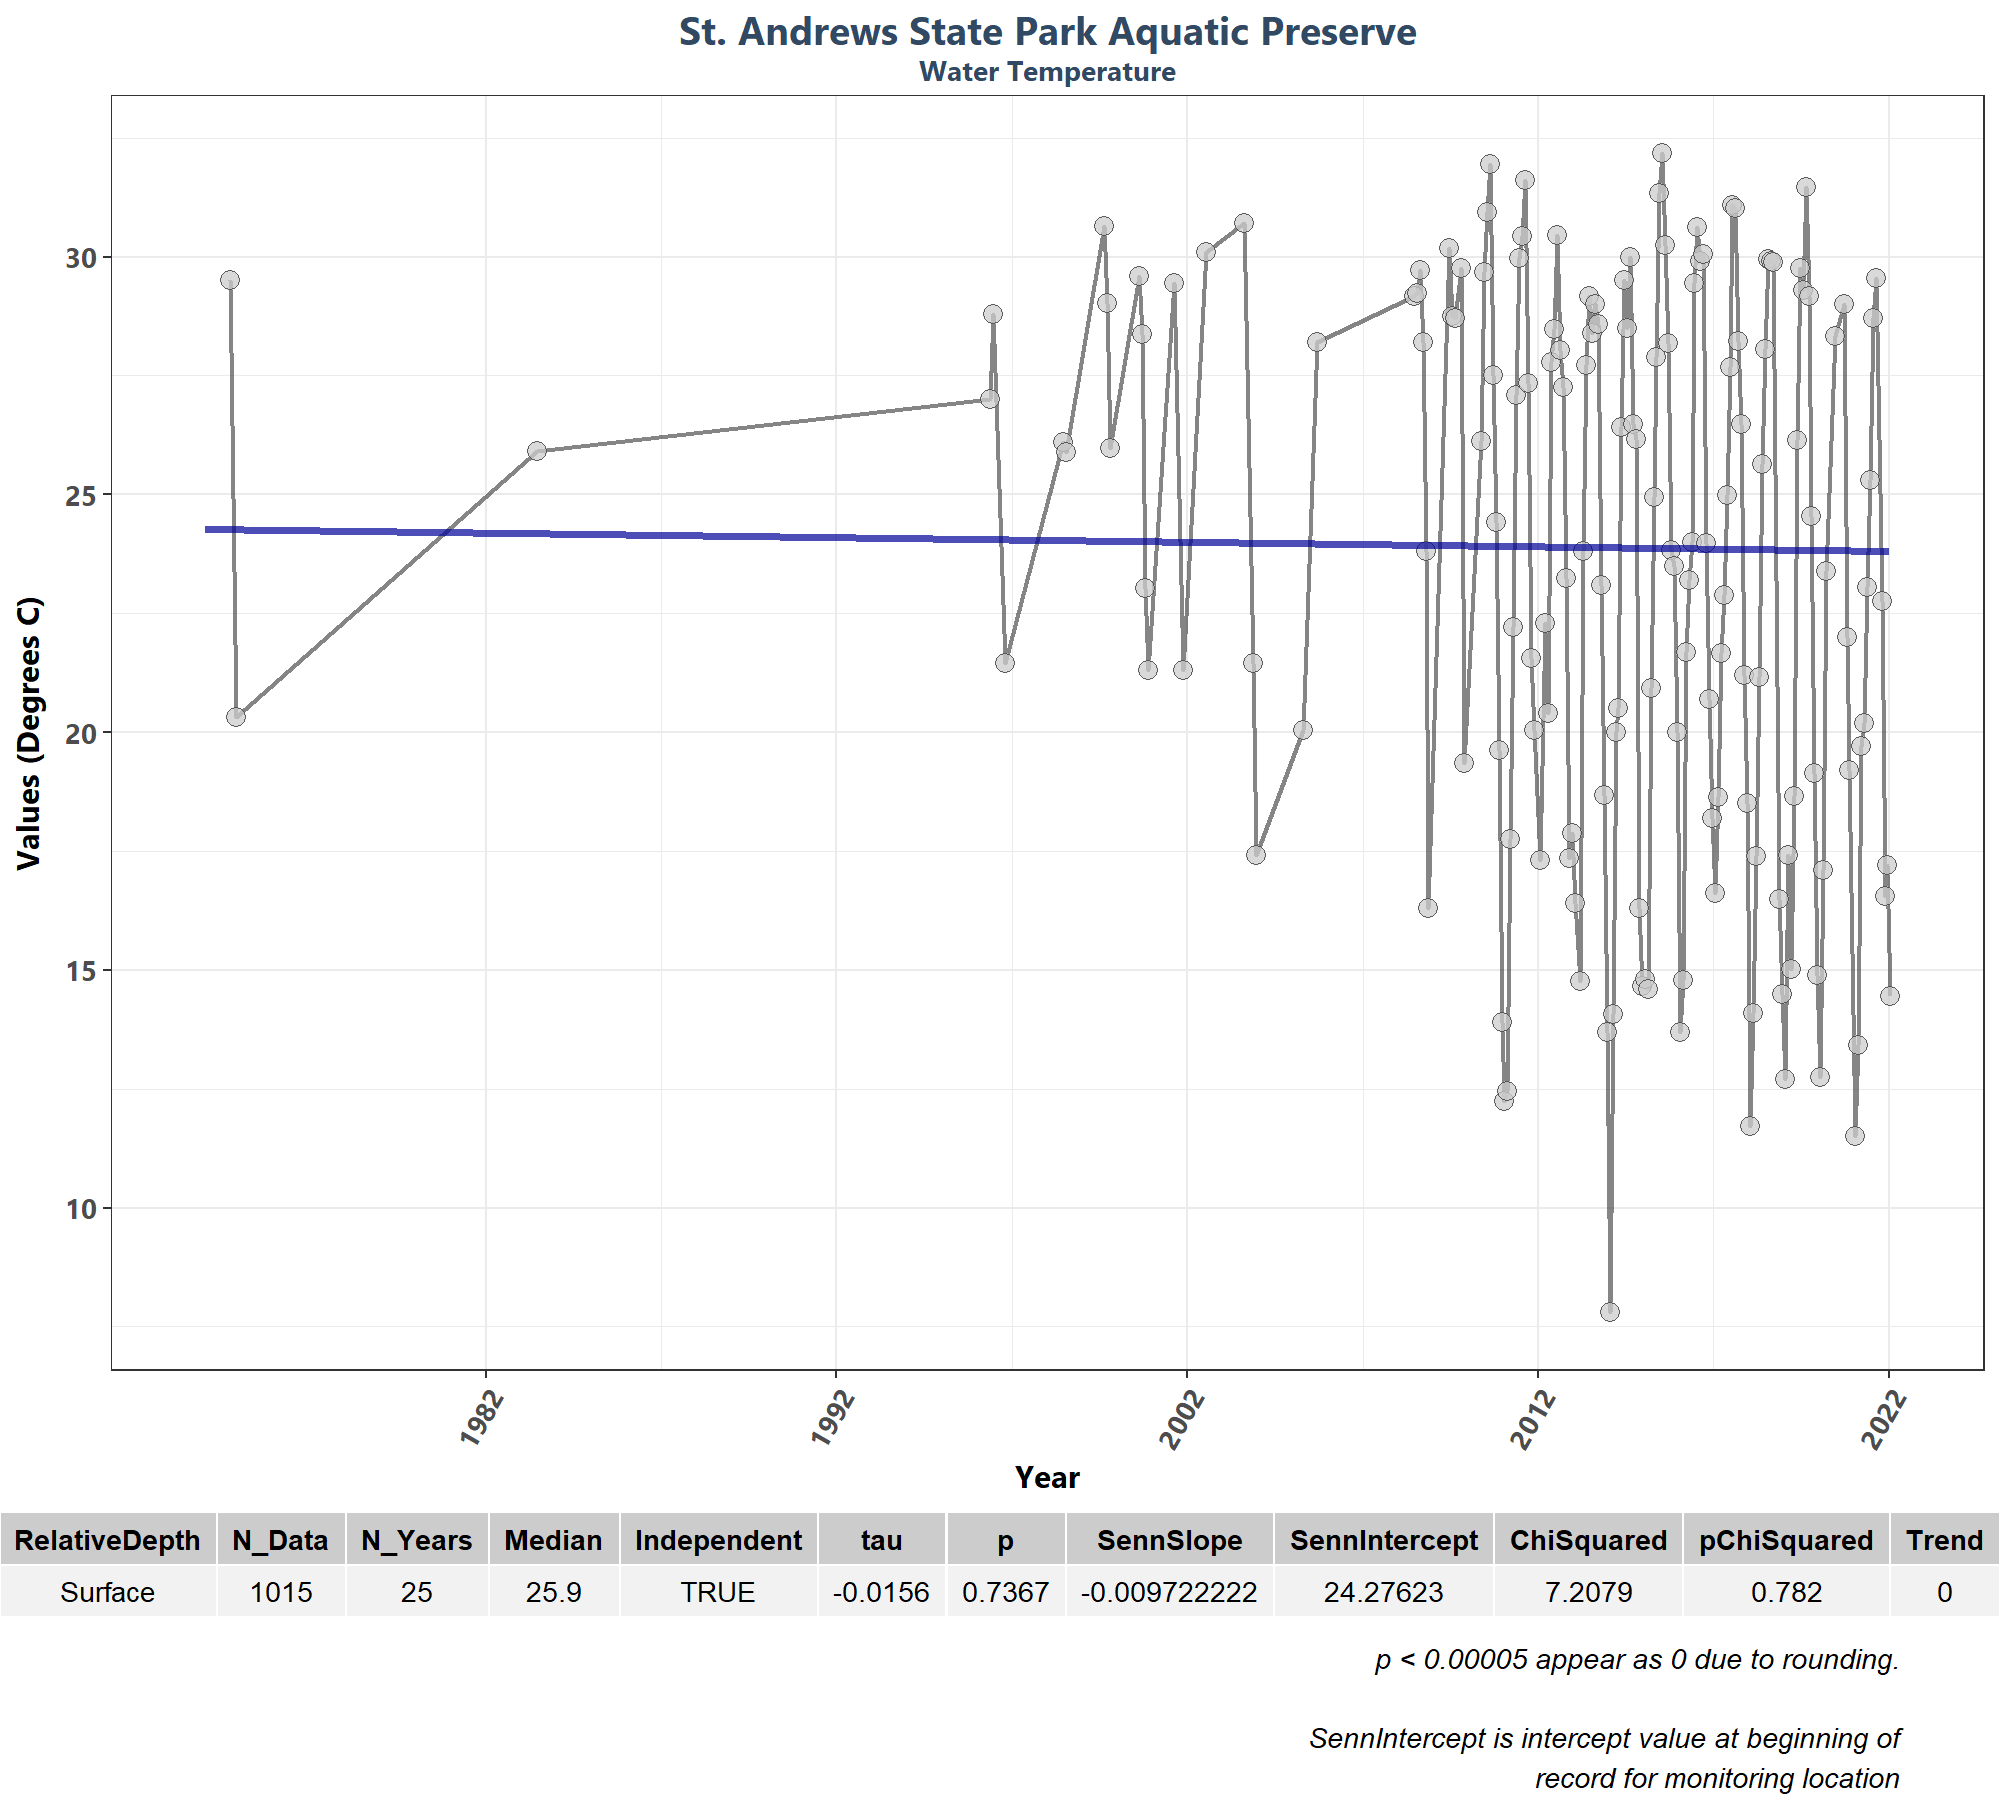 St. Andrews State Park Aquatic Preserve
Water Temperature
Values (Degrees C)
30
25
20
15
10
1982
1992
2002
2012
2022
Year
RelativeDepth N_Data N_Years Median Independent tau p SennSlope SennIntercept ChiSquared pChiSquared Trend
Surface 1015 25 25.9 TRUE -0.0156 0.7367 -0.009722222 24.27623 7.2079 0.782 0
p < 0.00005 appear as 0 due to rounding.
SennIntercept is intercept value at beginning of
record for monitoring location